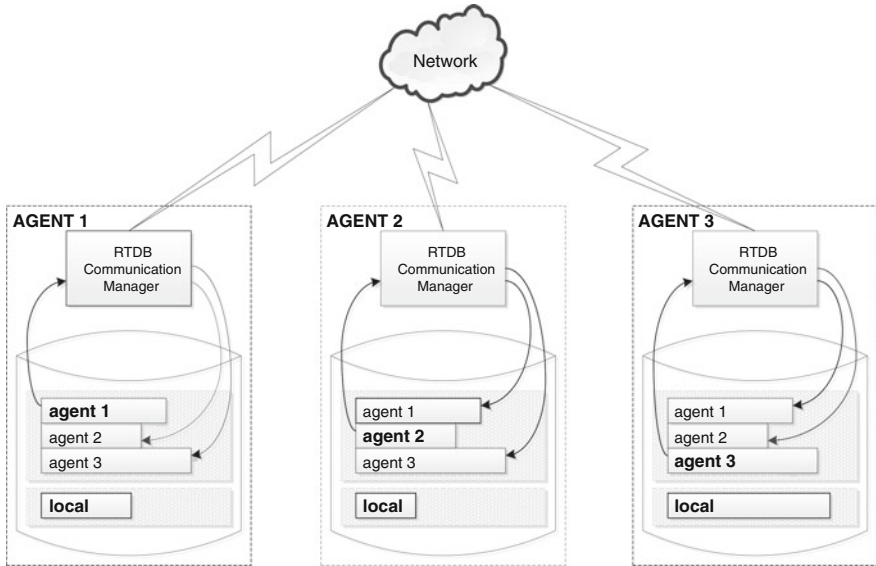 Network
AGENT 1
RTDB
Communication
Manager
agent 1
agent 2
agent 3
local
AGENT 2
RTDB
Communication
Manager
agent 1
agent 2
agent 3
local
AGENT 3
RTDB
Communication
Manager
agent 1
agent 2
agent 3
local